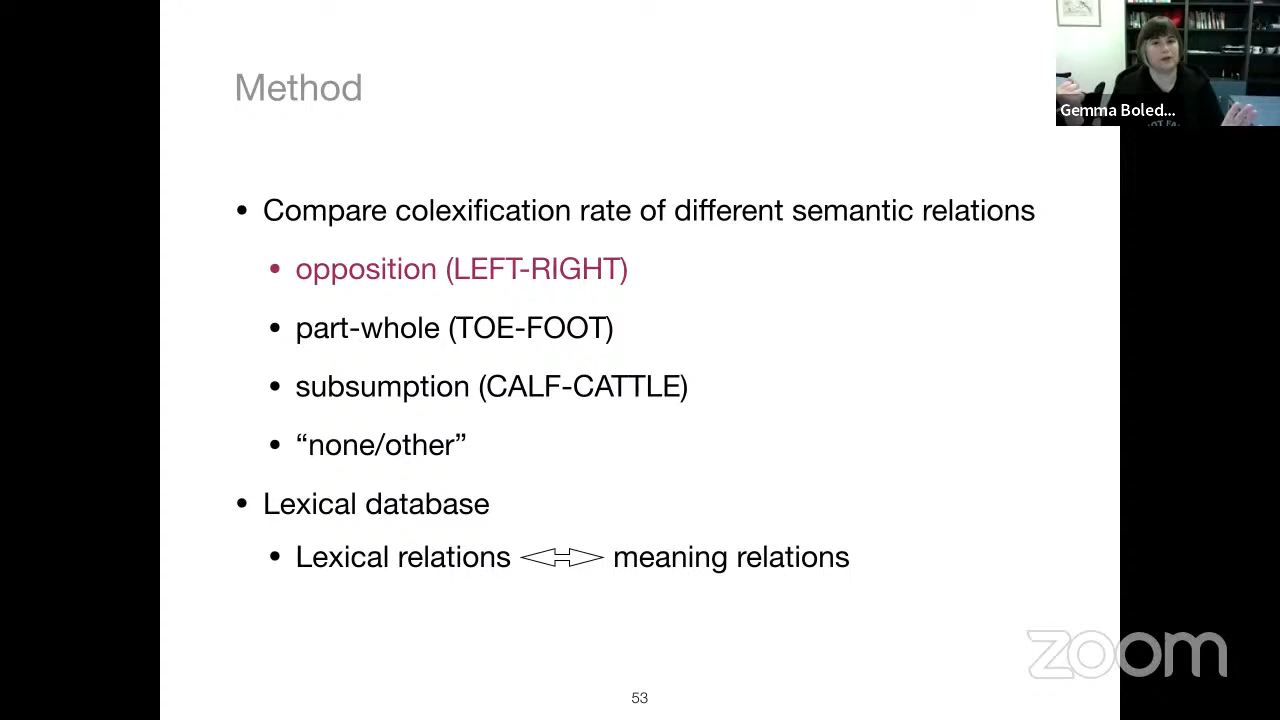 Method
Gemma Boled...
• Compare colexification rate of different semantic relations
• opposition (LEFT-RIGHT)
• part-whole (TOE-FOOT)
• subsumption (CALF-CATTLE)
• “none/other”
• Lexical database
• Lexical relations meaning relations
zoom
53